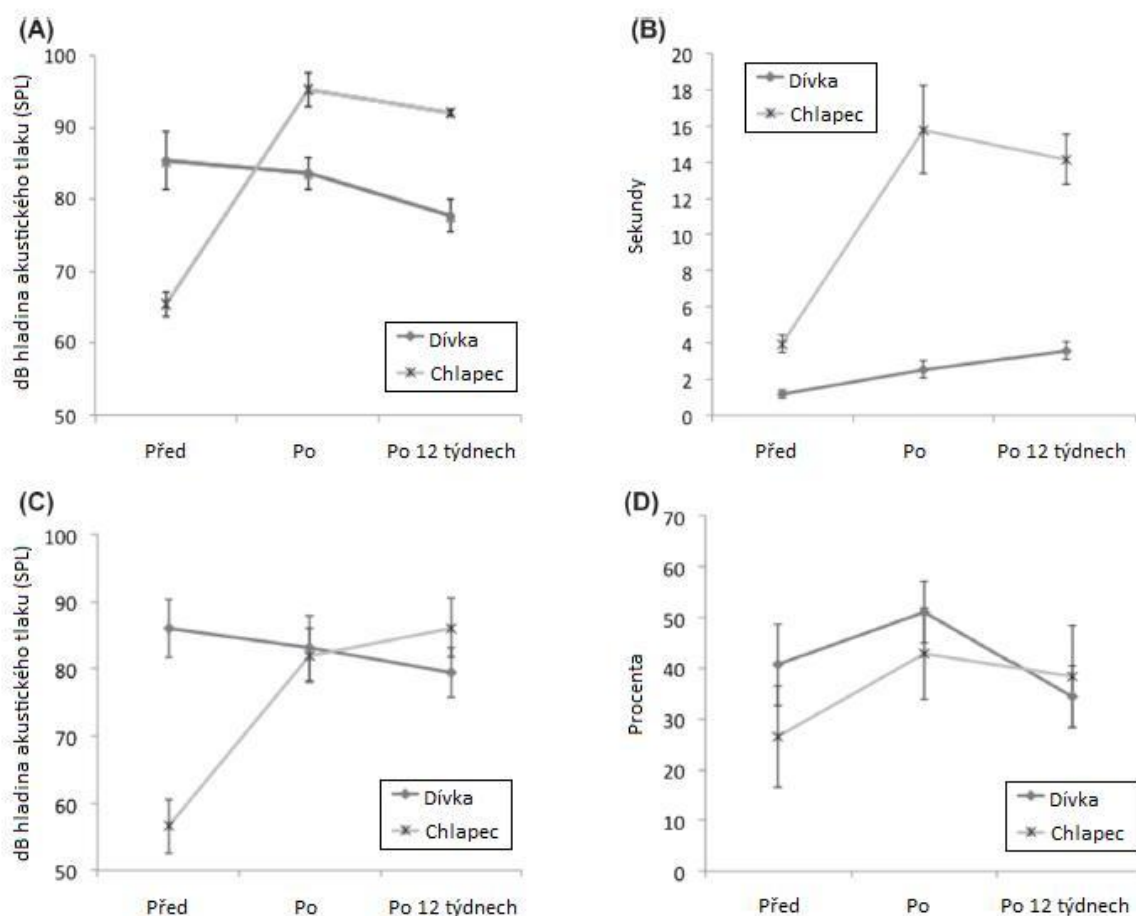 (A)
dB hladina akustického tlaku (SPL)
100
90
80
70
60
50
Dívka
Chlapec
Před
Po
Po 12 týdnech
(B)
Sekundy
20
18
16
14
12
10
8
6
4
2
0
Dívka
Chlapec
Před
Po
Po 12 týdnech
(C)
dB hladina akustického tlaku (SPL)
100
90
80
70
60
50
Dívka
Chlapec
Před
Po
Po 12 týdnech
(D)
Procenta
70
60
50
40
30
20
10
0
Dívka
Chlapec
Před
Po
Po 12 týdnech